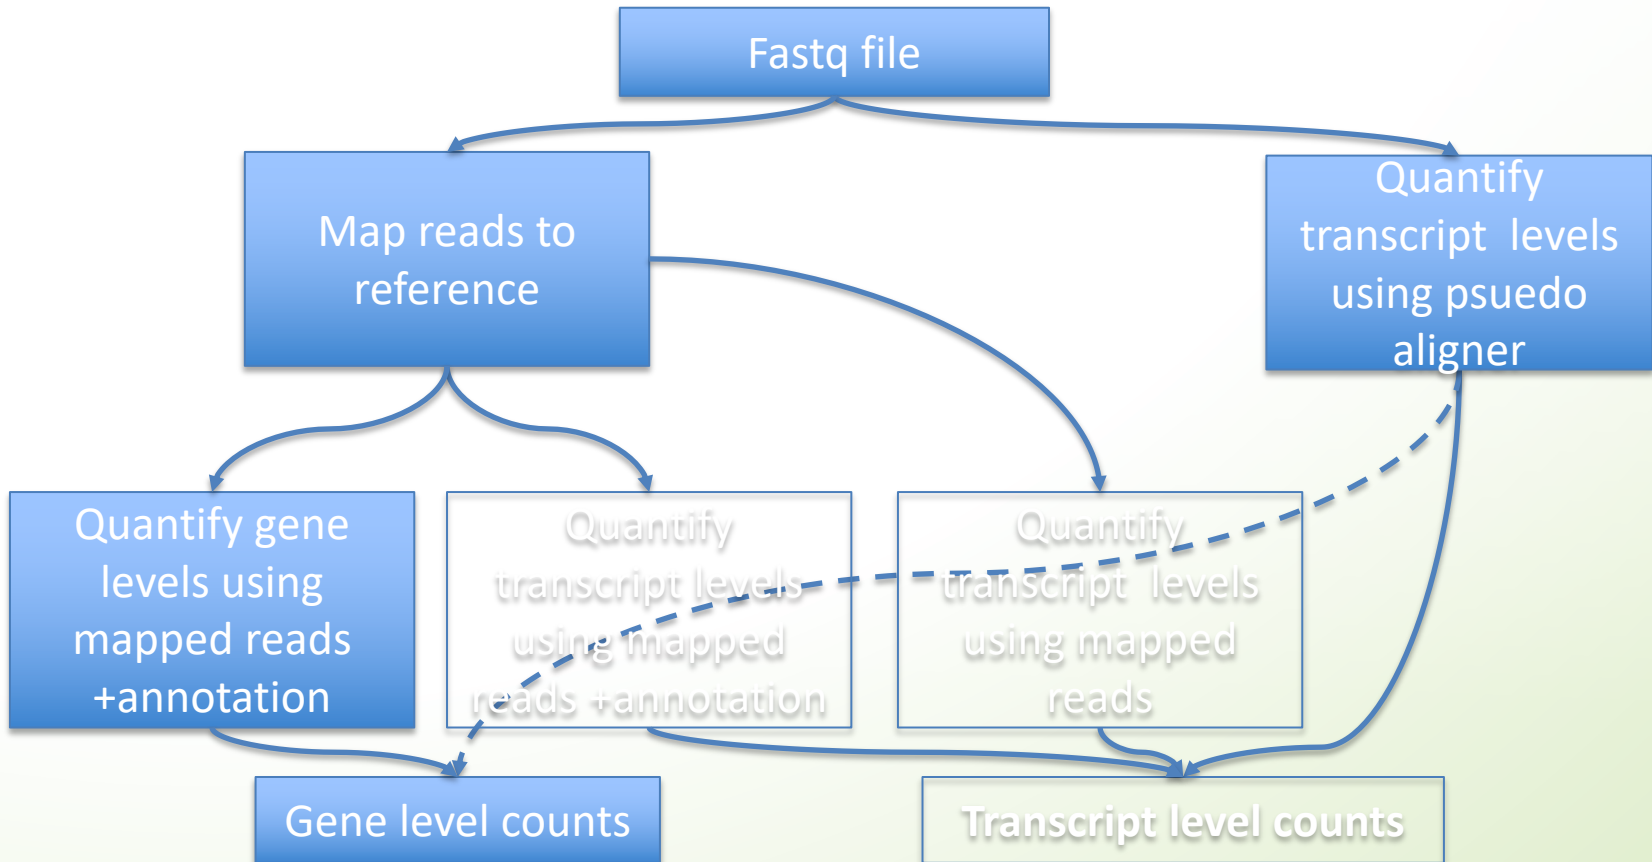 Fastq file
Map reads to
reference
Quantify
transcript  levels
using psuedo
aligner
Quantify gene
levels using
mapped reads
+annotation
Quantify
transcript levels
using mapped
reads +annotation
Quantify
transcript  levels
using mapped
reads
Gene level counts
Transcript level counts